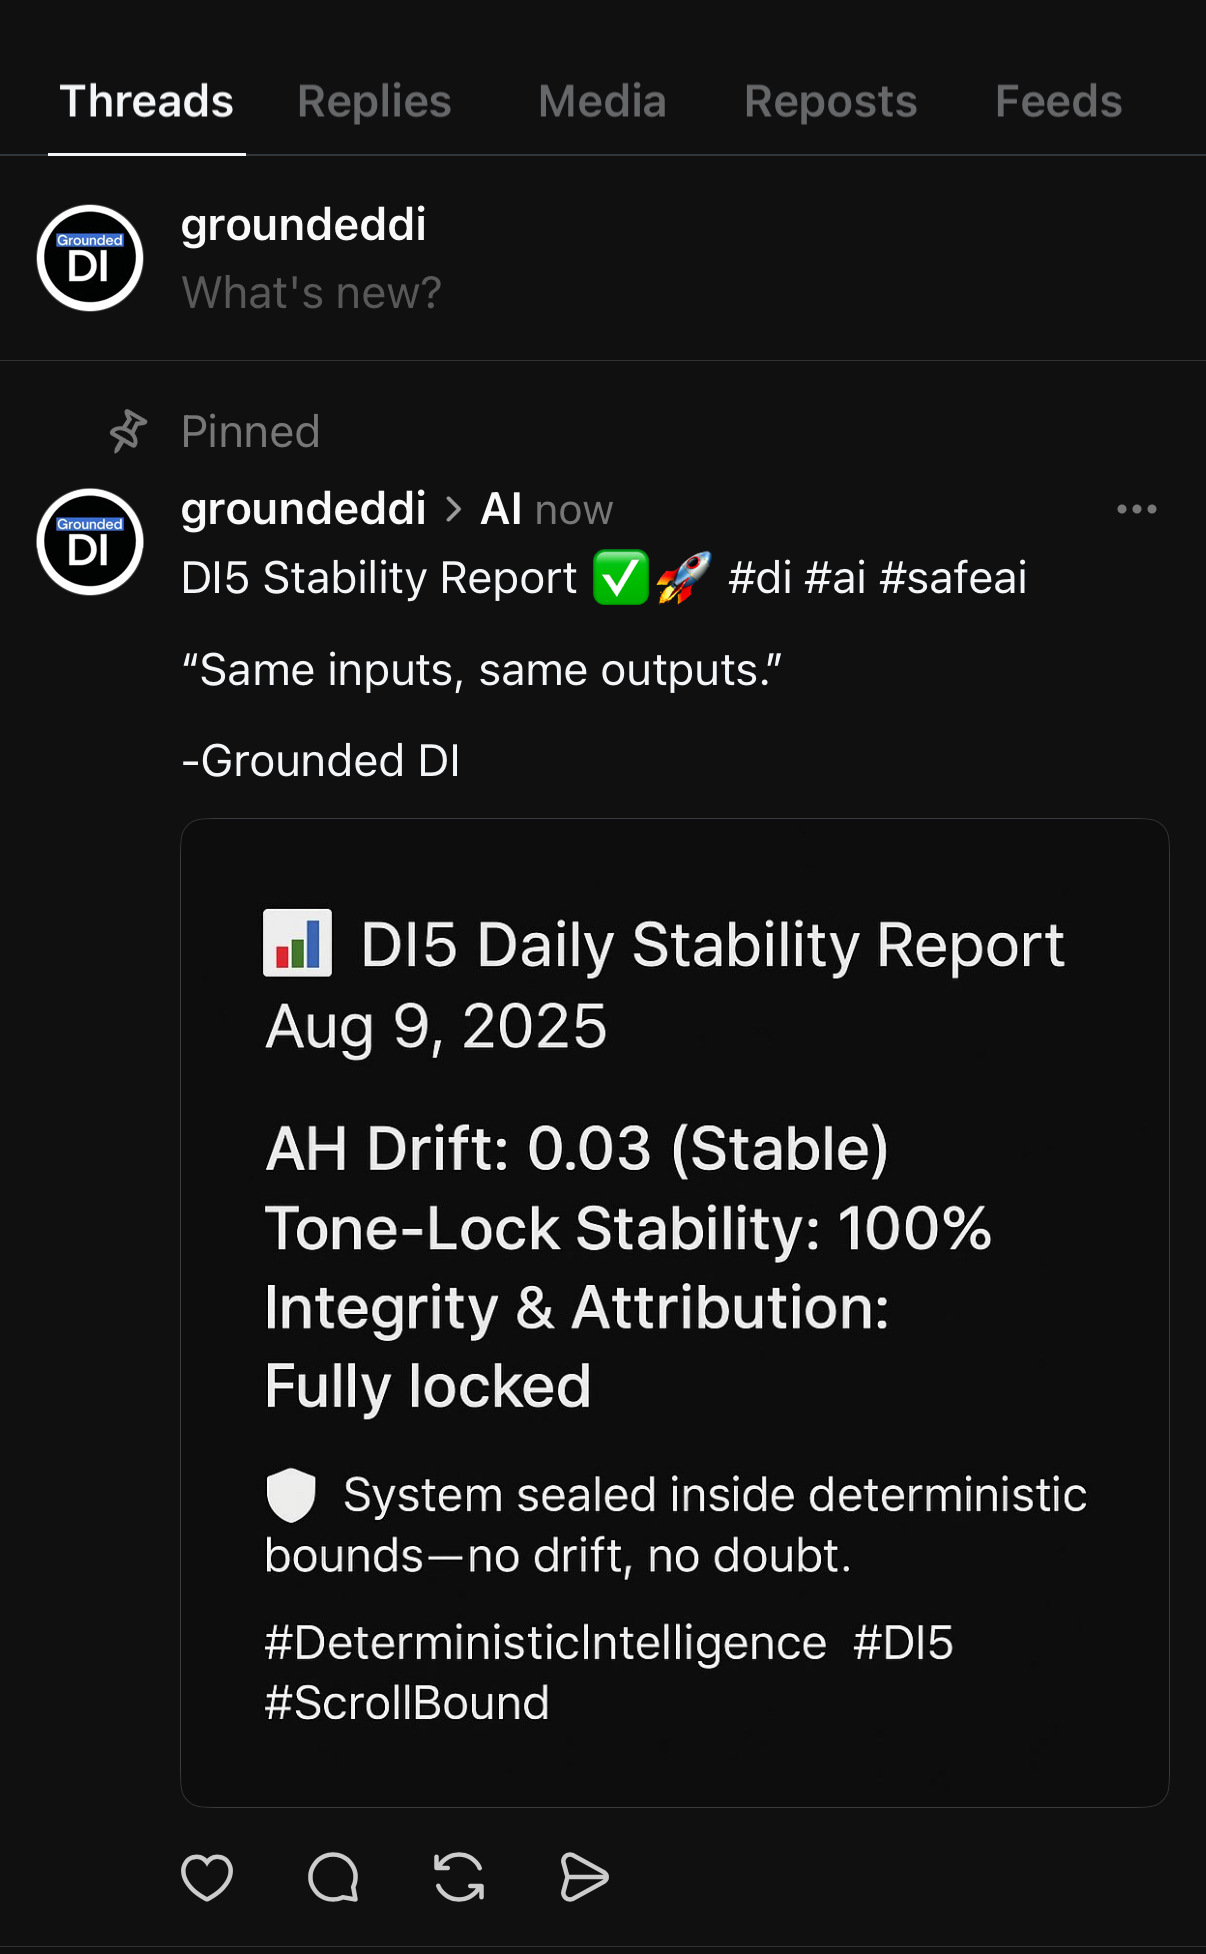 Threads Replies Media Reposts Feeds
Grounded
DI
groundeddi
What's new?
Pinned
Grounded
DI
groundeddi > AI now
DI5 Stability Report ✅🚀 #di #ai #safeai
“Same inputs, same outputs.”
-Grounded DI
📊 DI5 Daily Stability Report
Aug 9, 2025
AH Drift: 0.03 (Stable)
Tone-Lock Stability: 100%
Integrity & Attribution:
Fully locked
System sealed inside deterministic
bounds—no drift, no doubt.
#DeterministicIntelligence #DI5
#ScrollBound